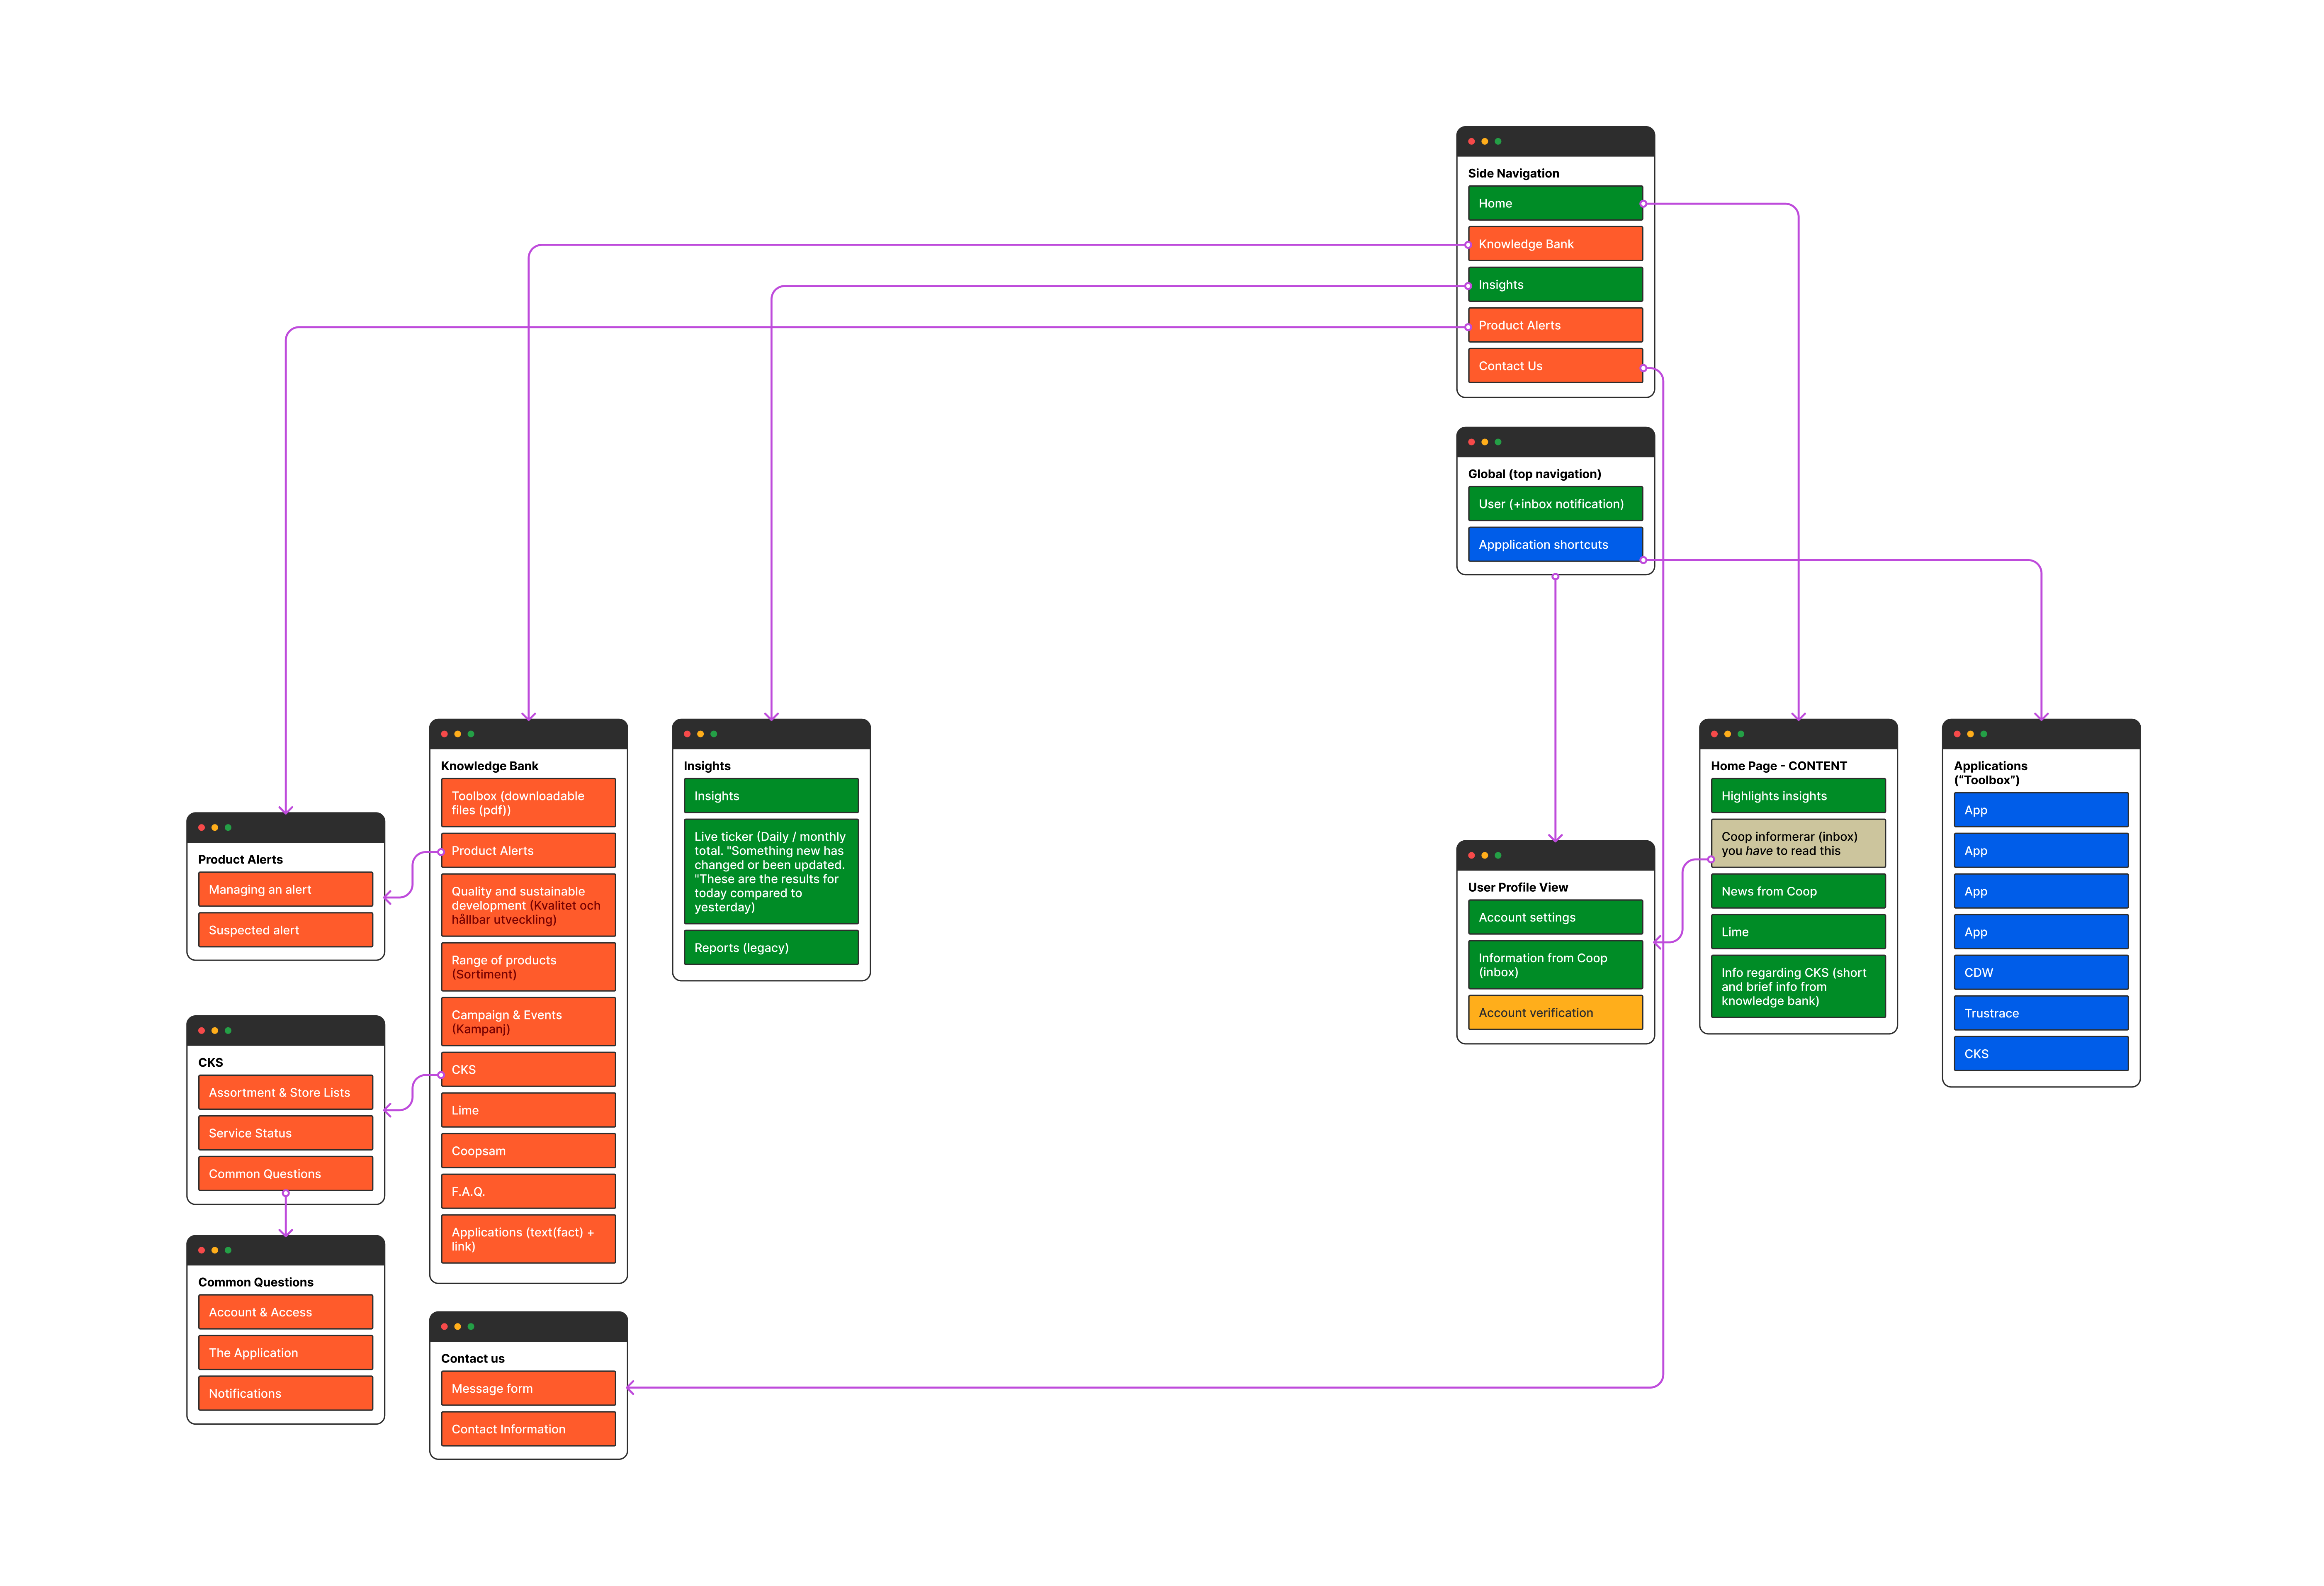 Side Navigation
Home
Knowledge Bank
Insights
Product Alerts
Contact Us
Global (top navigation)
User (+inbox notification)
Appplication shortcuts
Product Alerts
Managing an alert
Suspected alert
CKS
Assortment & Store Lists
Service Status
Common Questions
Common Questions
Account & Access
The Application
Notifications
Knowledge Bank
Toolbox (downloadable
files (pdf))
Product Alerts
Quality and sustainable
development (Kvalitet och
hållbar utveckling)
Range of products
(Sortiment)
Campaign & Events
(Kampanj)
CKS
Lime
Coopsam
F.A.Q.
Applications (text(fact) +
link)
Contact us
Message form
Contact Information
Insights
Insights
Live ticker (Daily / monthly
total. "Something new has
changed or been updated.
"These are the results for
today compared to
yesterday)
Reports (legacy)
User Profile View
Account settings
Information from Coop
(inbox)
Account verification
Home Page - CONTENT
Highlights insights
Coop informerar (inbox)
you have to read this
News from Coop
Lime
Info regarding CKS (short
and brief info from
knowledge bank)
Applications
(“Toolbox”)
App
App
App
App
CDW
Trustrace
CKS